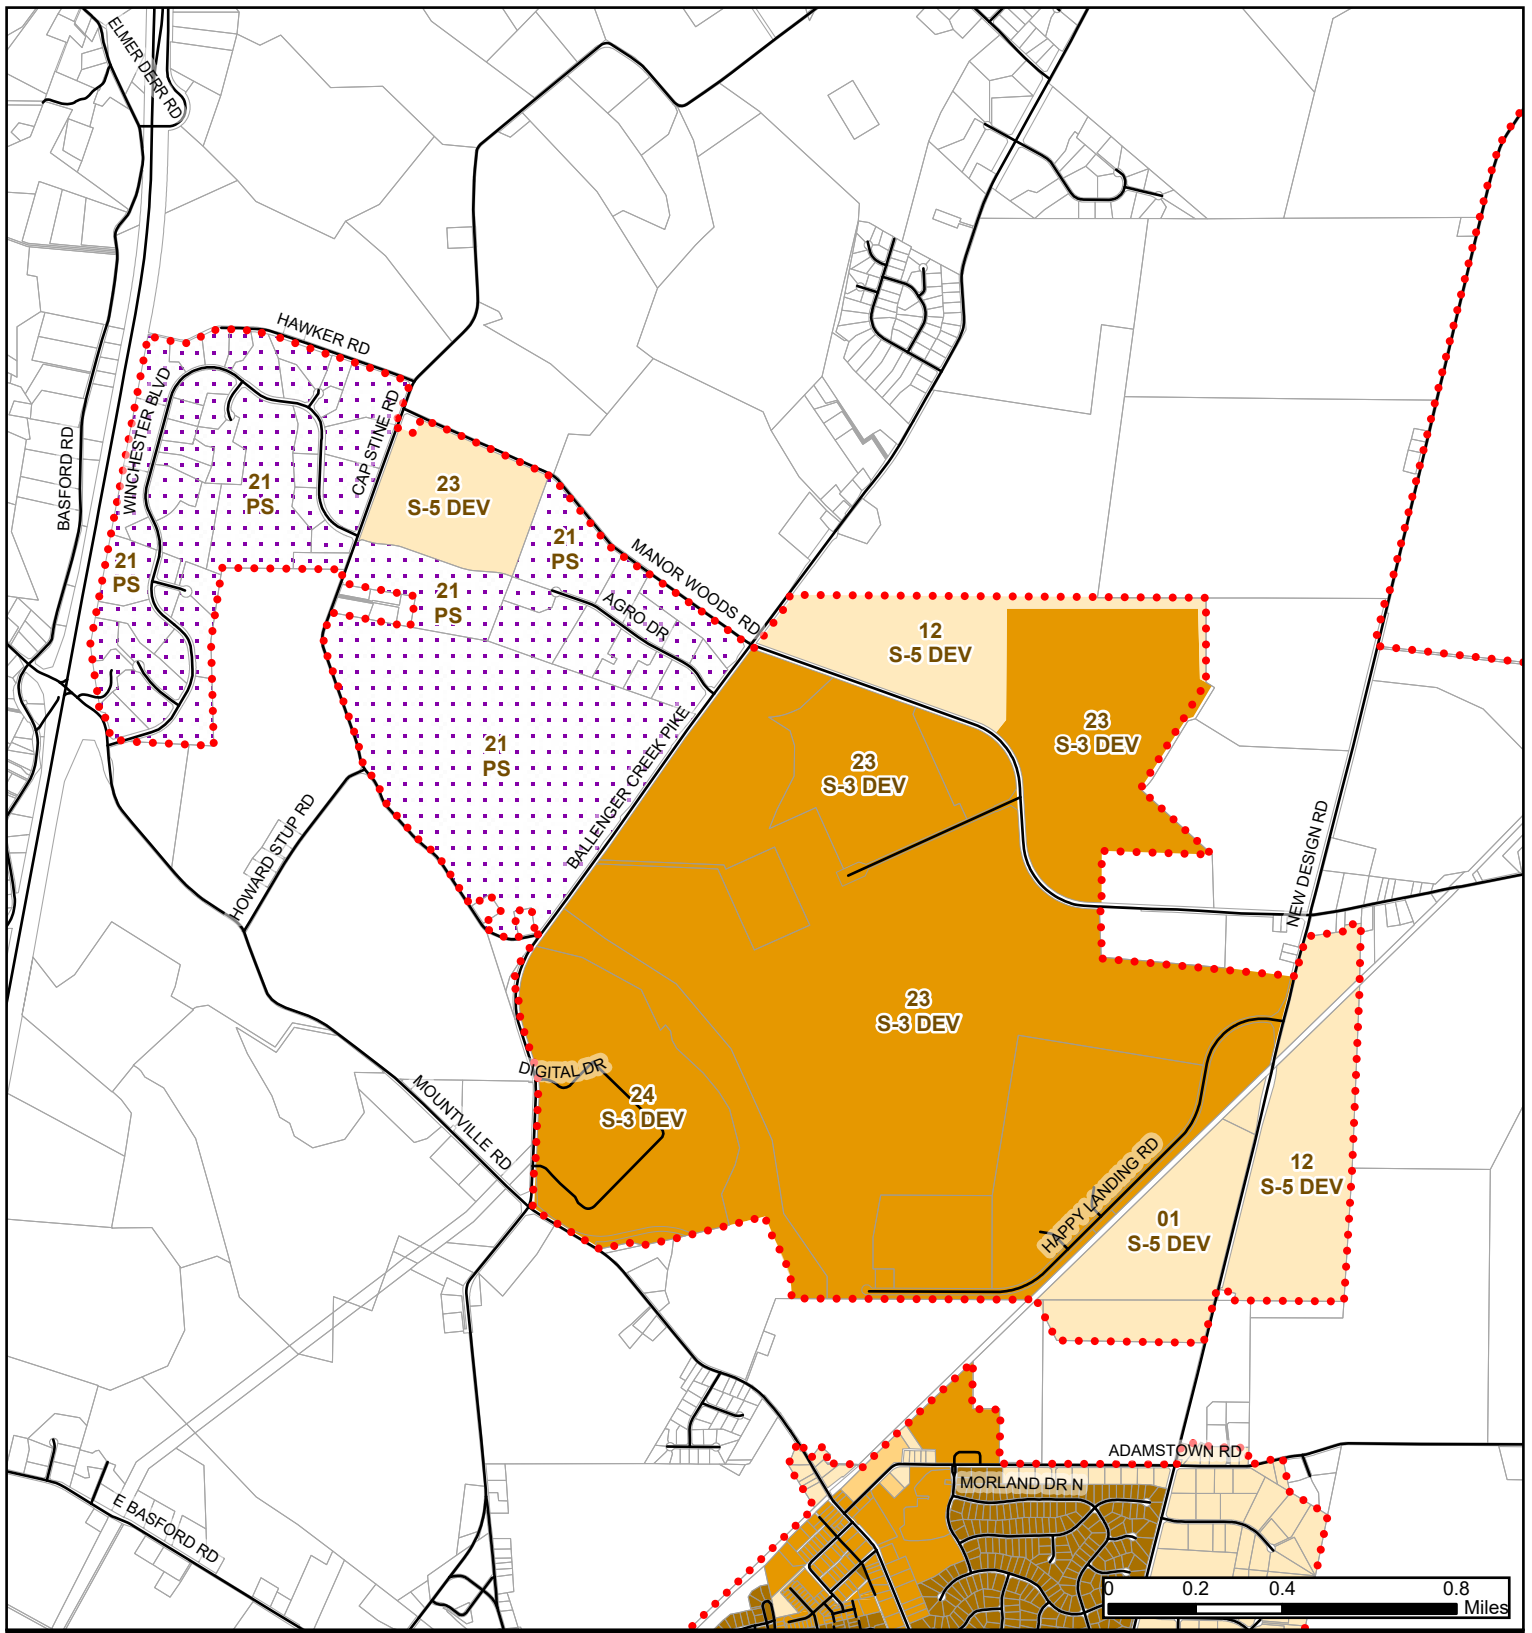 ELMER DERR RD
HAWKER RD
WINCHESTER BLVD
CAP STINE RD
BASFORD RD
21
PS
23
S-5 DEV
21
PS
21
PS
21
PS
MANOR WOODS RD
AGRO DR
12
S-5 DEV
23
S-3 DEV
21
PS
23
S-3 DEV
BALLENGER CREEK PIKE
HOWARD STUP RD
NEW DESIGN RD
23
S-3 DEV
DIGITAL DR
24
S-3 DEV
MOUNTVILLE RD
HAPPY LANDING RD
12
S-5 DEV
01
S-5 DEV
ADAMSTOWN RD
MORLAND DR N
E BASFORD RD
0 0.2 0.4 0.8
Miles